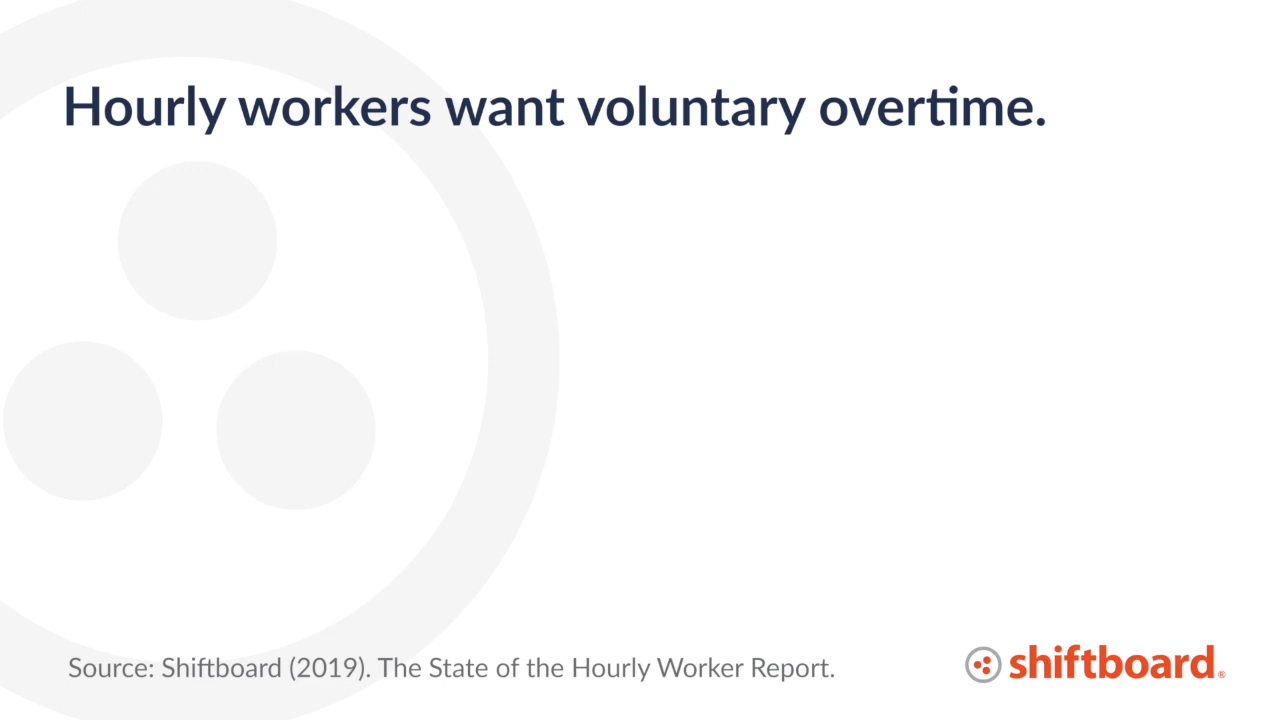 Hourly workers want voluntary overtime.
Source: Shiftboard (2019). The State of the Hourly Worker Report.
shiftboard®